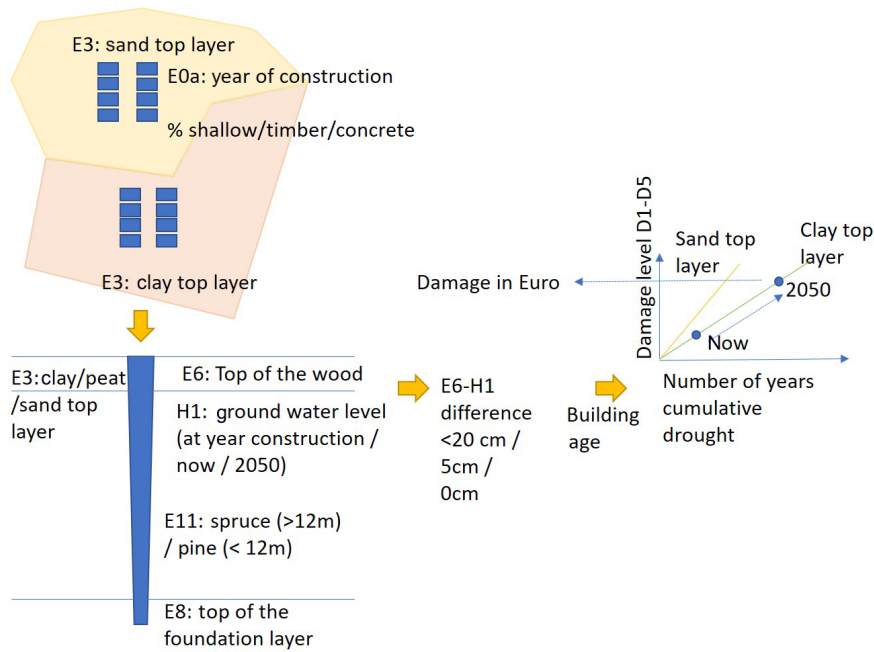 E3: sand top layer
E0a: year of construction
% shallow/timber/concrete
E3: clay top layer
E3:clay/peat
/sand top
layer
E6: Top of the wood
H1: ground water level
(at year construction /
now / 2050)
E11: spruce (>12m)
/ pine (< 12m)
E8: top of the
foundation layer
E6-H1
difference
<20 cm /
5cm /
0cm
Building
age
Damage in Euro
Damage level D1-D5
Sand top
layer
Clay top
layer
2050
Now
Number of years
cumulative
drought